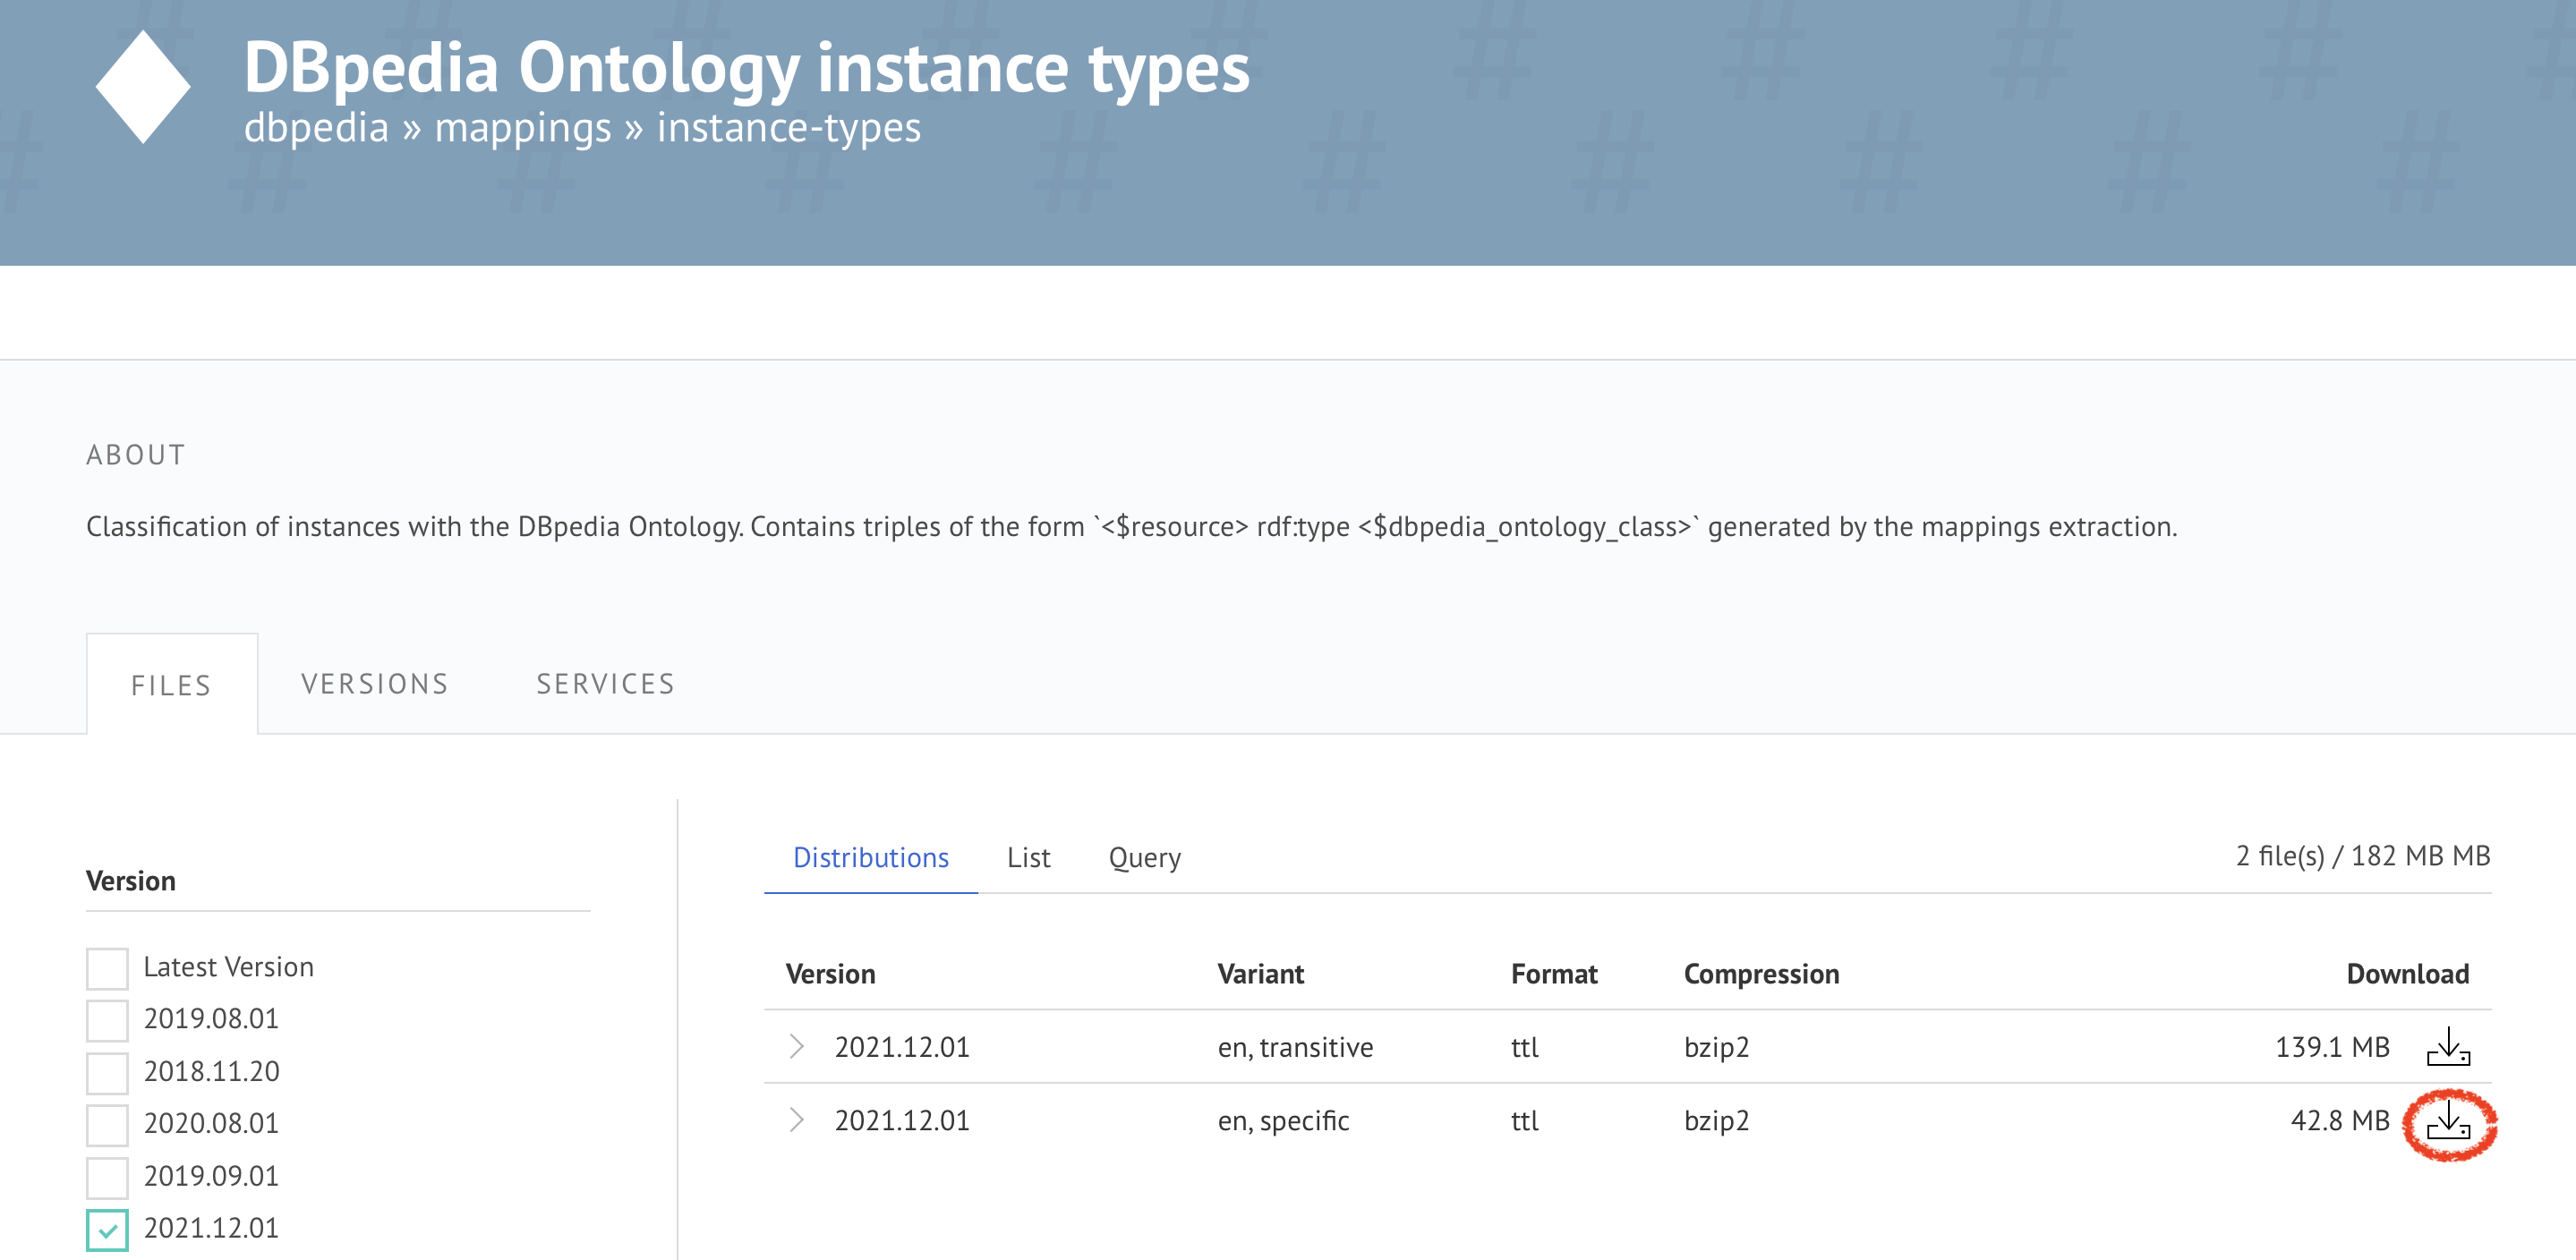 DBpedia Ontology instance types
dbpedia » mappings » instance-types
ABOUT
Classification of instances with the DBpedia Ontology. Contains triples of the form `<$resource> rdf:type <$dbpedia_ontology_class>` generated by the mappings extraction.
FILES VERSIONS SERVICES
Version
Latest Version
2019.08.01
2018.11.20
2020.08.01
2019.09.01
2021.12.01
Distributions List Query 2 file(s) / 182 MB MB
Version Variant Format Compression Download
2021.12.01 en, transitive ttl bzip2 139.1 MB
2021.12.01 en, specific ttl bzip2 42.8 MB